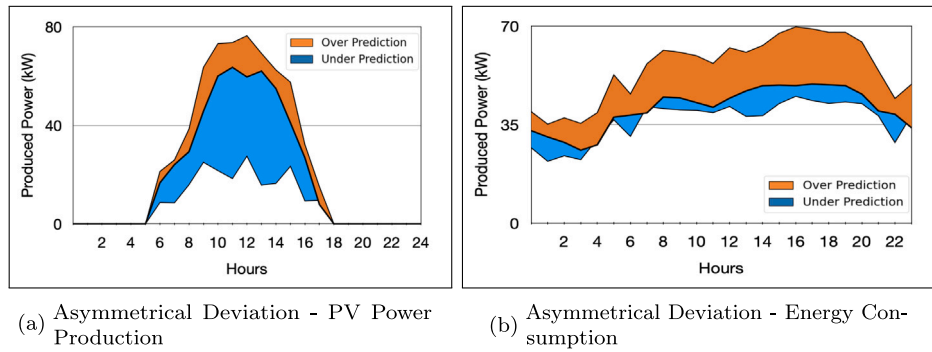 80
40
0
Produced Power (kW)
Over Prediction
Under Prediction
2 4 6 8 10 12 14 16 18 20 22 24
Hours
(a) Asymmetrical Deviation - PV Power
Production
70
35
0
Produced Power (kW)
Over Prediction
Under Prediction
2 4 6 8 10 12 14 16 18 20 22
Hours
(b) Asymmetrical Deviation - Energy Con-
sumption